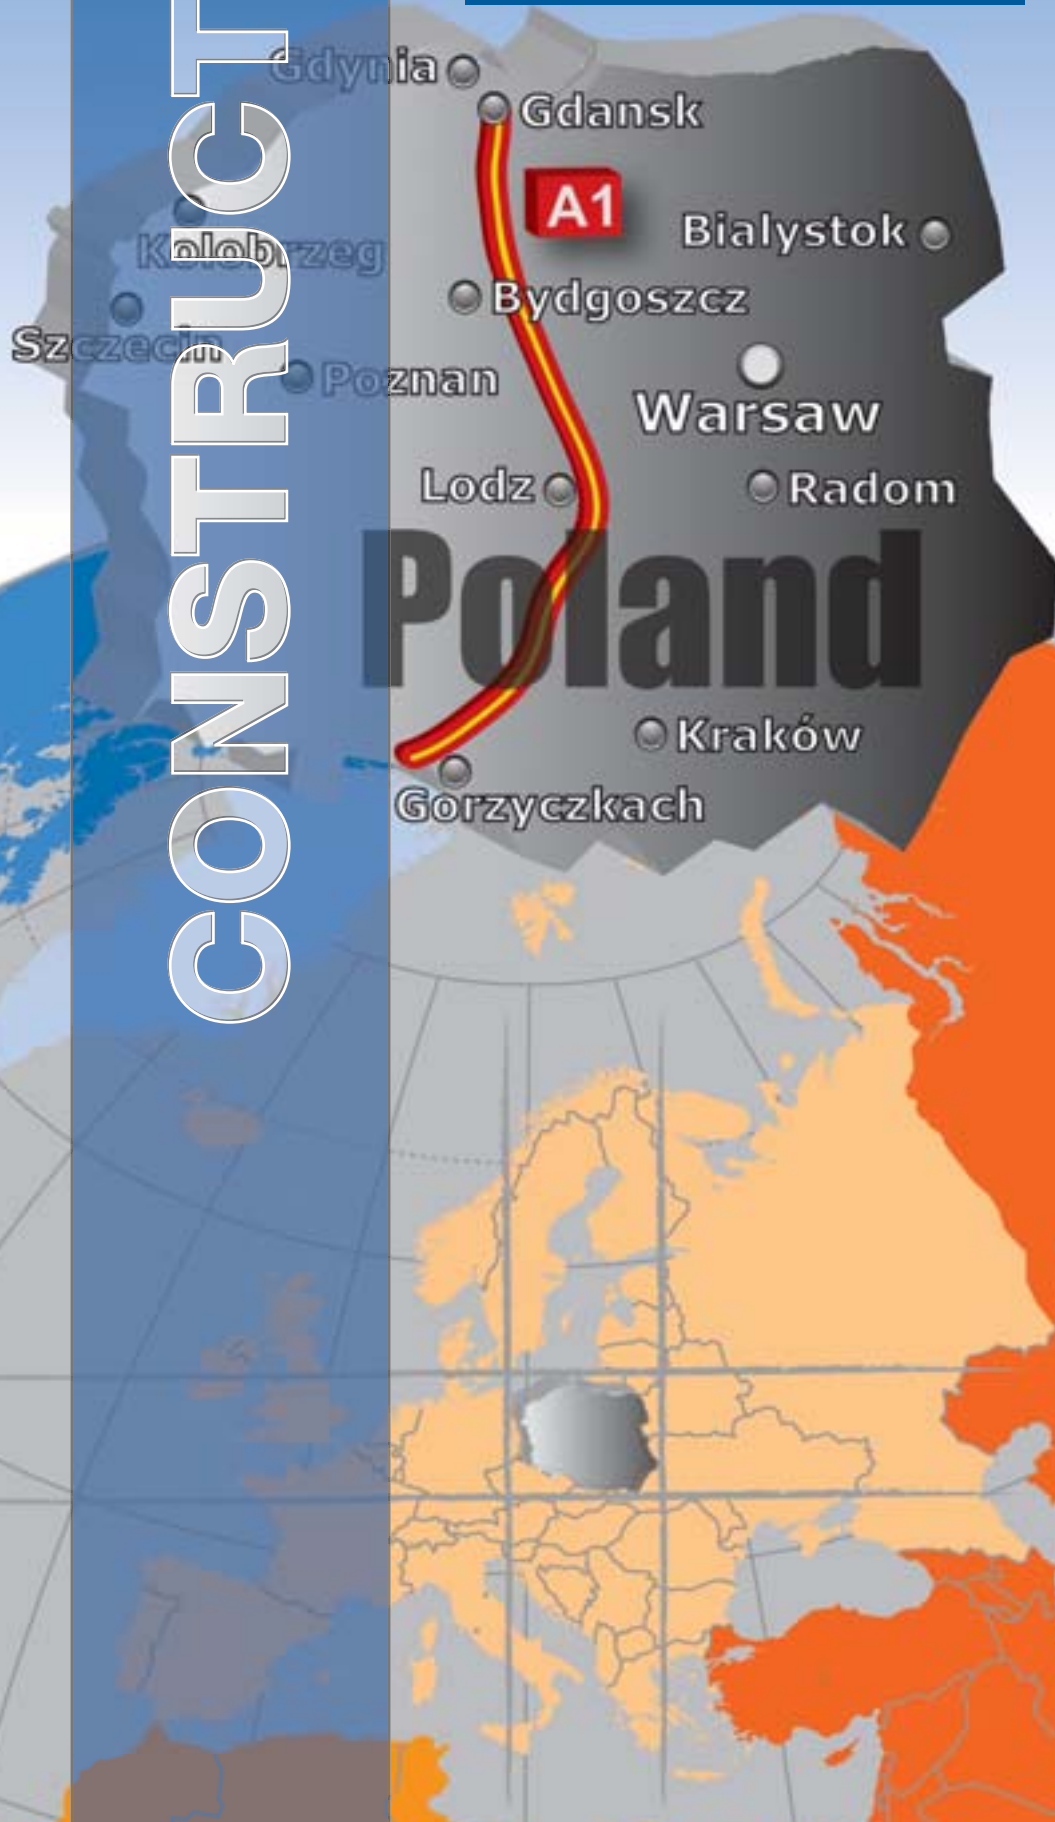 CONSTRUCT
Gdynia
Gdansk
A1
Kolobrzeg
Bialystok
Bydgoszcz
Szczecin
Poznan
Warsaw
Lodz
Radom
Poland
Kraków
Gorzyczkach